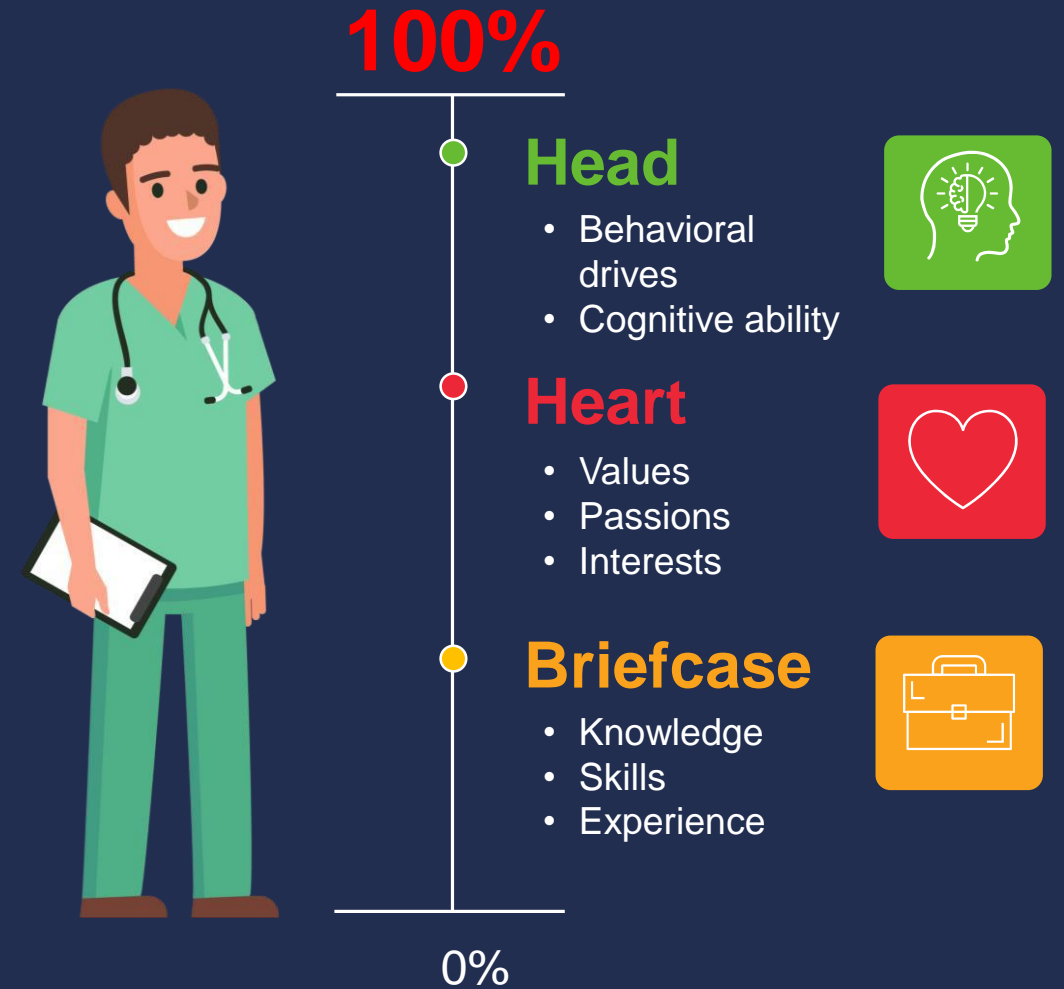 100%
Head
• Behavioral
drives
• Cognitive ability
Heart
• Values
• Passions
• Interests
Briefcase
• Knowledge
• Skills
• Experience
0%